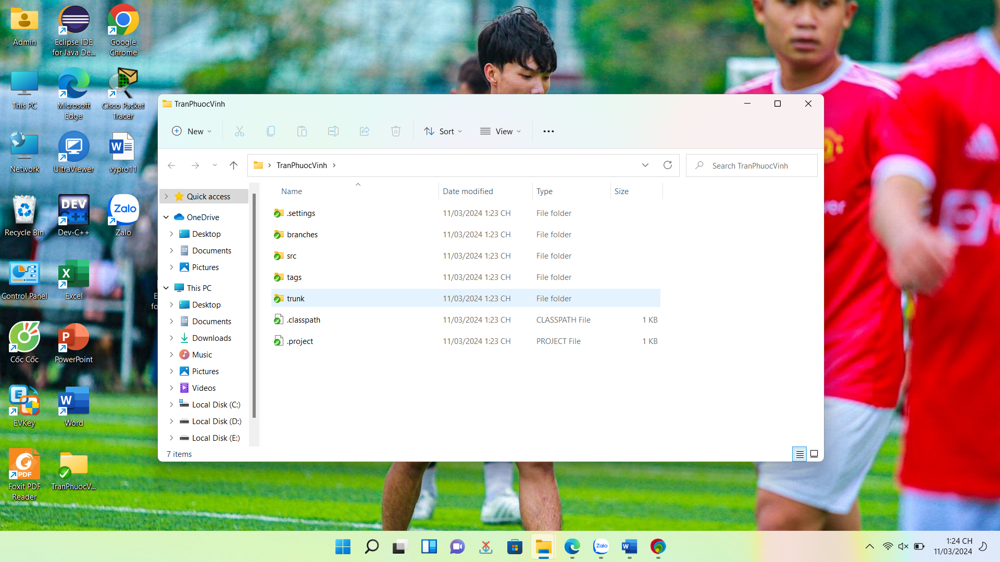 Admin
Eclipse IDE
for Java De...
Google
Chrome
This PC
Microsoft
Edge
Cisco Packet
Tracer
Network
UltraViewer
vypro11
Recycle Bin
DEV
C++
Dev-C++
Zalo
Zalo
Control Panel
Excel
Cốc Cốc
PowerPoint
EVKey
Word
PDF
Foxit PDF
Reader
TranPhuocV...
E
fo
TranPhuocVinh
New
Sort
View
TranPhuocVinh
Search TranPhuocVinh
Quick access
OneDrive
Desktop
Documents
Pictures
This PC
Desktop
Documents
Downloads
Music
Pictures
Videos
Local Disk (C:)
Local Disk (D:)
Local Disk (E:)
Name Date modified Type Size
.settings 11/03/2024 1:23 CH File folder
branches 11/03/2024 1:23 CH File folder
src 11/03/2024 1:23 CH File folder
tags 11/03/2024 1:23 CH File folder
trunk 11/03/2024 1:23 CH File folder
.classpath 11/03/2024 1:23 CH CLASSPATH File 1 KB
.project 11/03/2024 1:23 CH PROJECT File 1 KB
7 items
Zalo
1:24 CH
11/03/2024